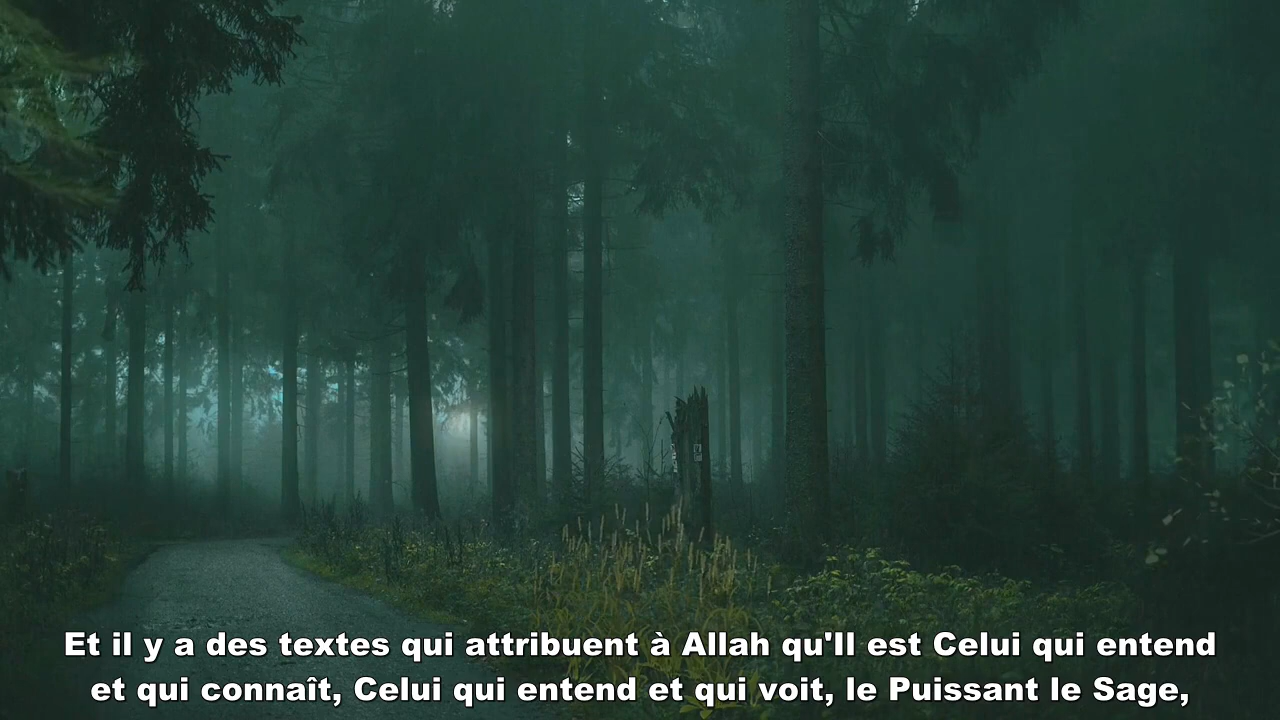 Et il y a des textes qui attribuent à Allah qu'Il est Celui qui entend
et qui connaît, Celui qui entend et qui voit, le Puissant le Sage,